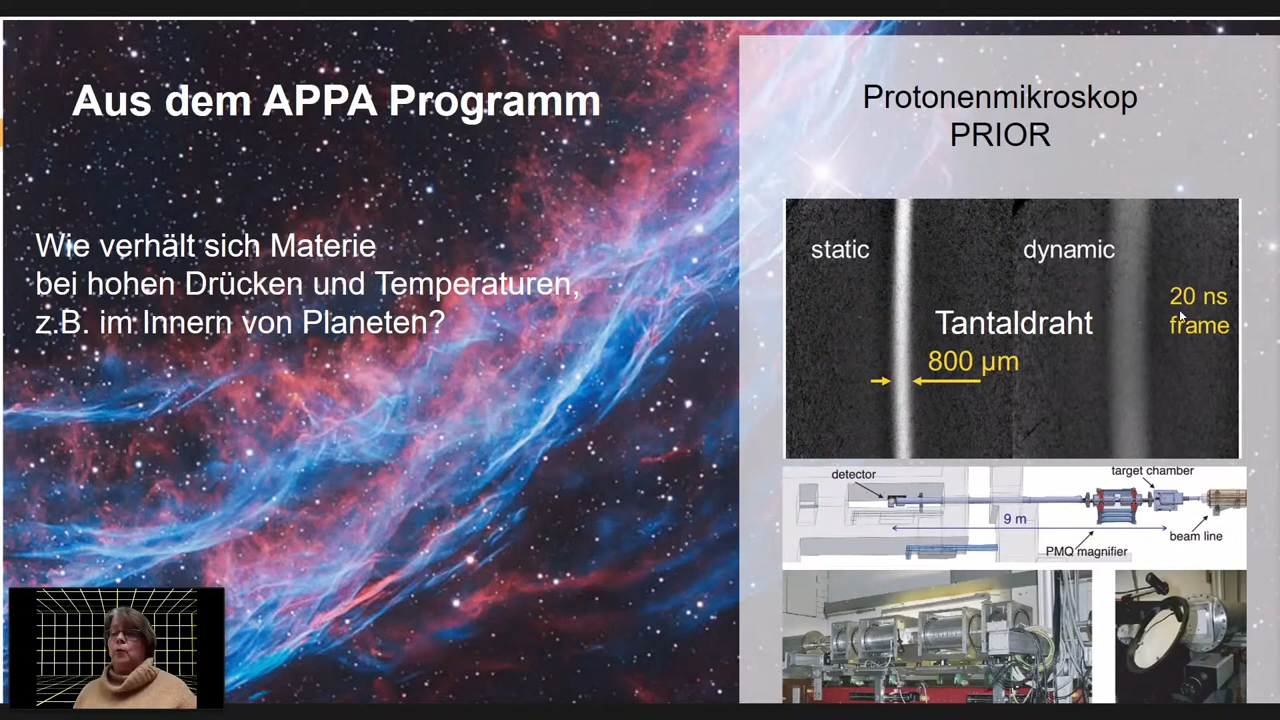 Aus dem APPA Programm
Wie verhält sich Materie
bei hohen Drücken und Temperaturen,
z.B. im Innern von Planeten?
Protonenmikroskop
PRIOR
static
dynamic
20 ns
frame
Tantaldraht
800 µm
detector
target chamber
9 m
beam line
PMQ magnifier